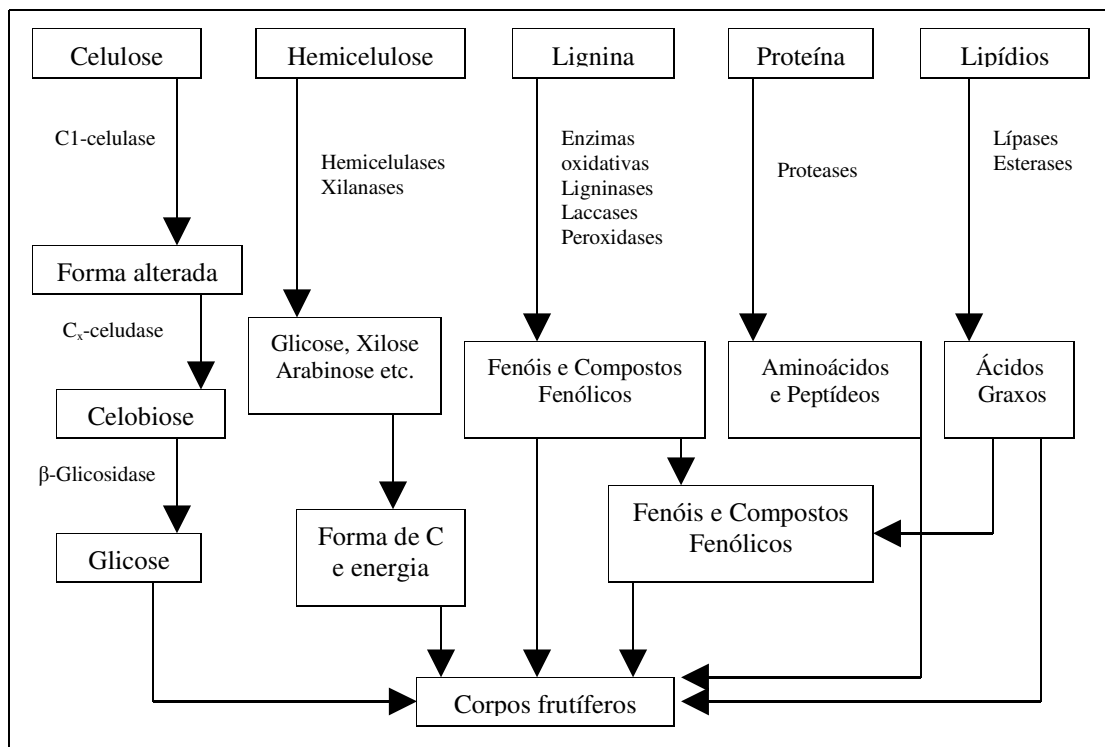 Celulose
Hemicelulose
Lignina
Proteína
Lipídios
C1-celulase
Hemicelulases
Xilanases
Enzimas
oxidativas
Ligninases
Laccases
Peroxidases
Proteases
Lípases
Esterases
Forma alterada
Cₓ-celudase
Glicose, Xilose
Arabinose etc.
Fenóis e Compostos
Fenólicos
Aminoácidos
e Peptídeos
Ácidos
Graxos
Celobiose
β-Glicosidase
Glicose
Forma de C
e energia
Fenóis e Compostos
Fenólicos
Corpos frutíferos